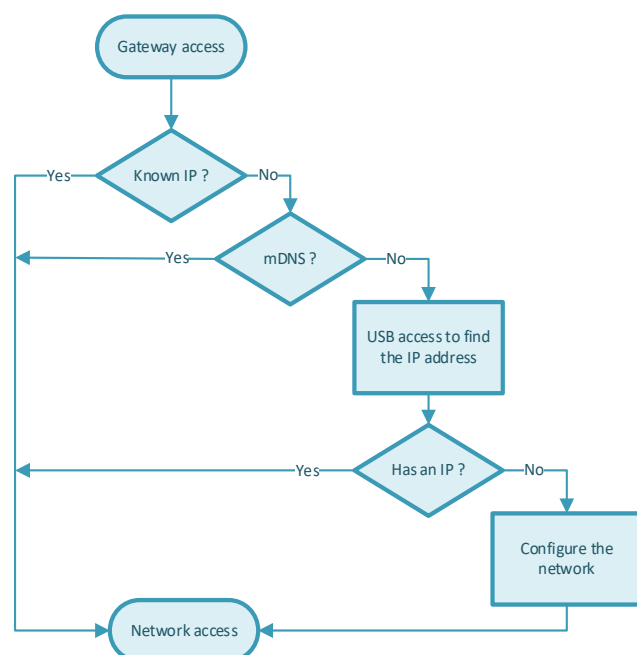 Gateway access
Known IP ?
Yes
No
mDNS ?
Yes
No
USB access to find
the IP address
Has an IP ?
Yes
No
Configure the
network
Network access